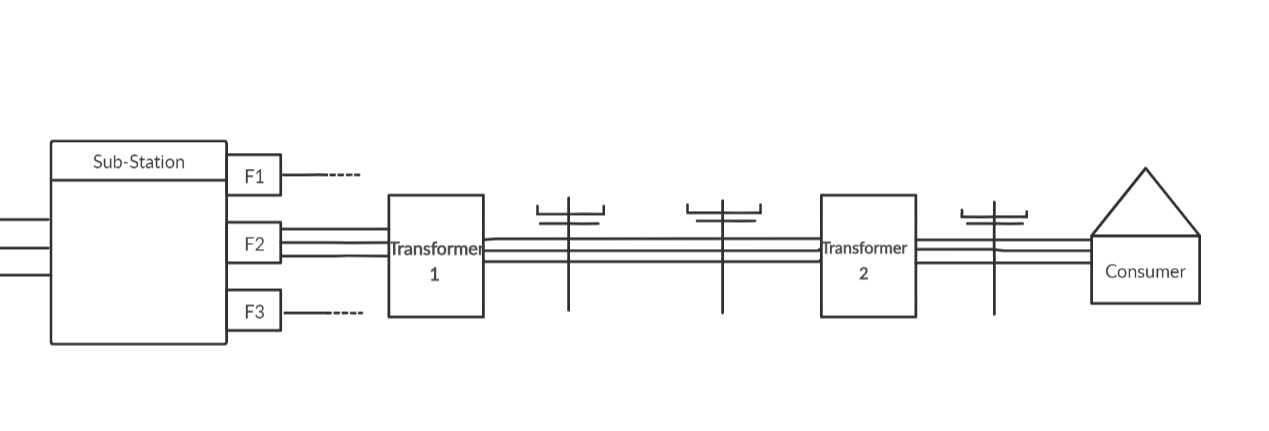 Sub-Station
F1
F2
F3
Transformer
1
Transformer
2
Consumer